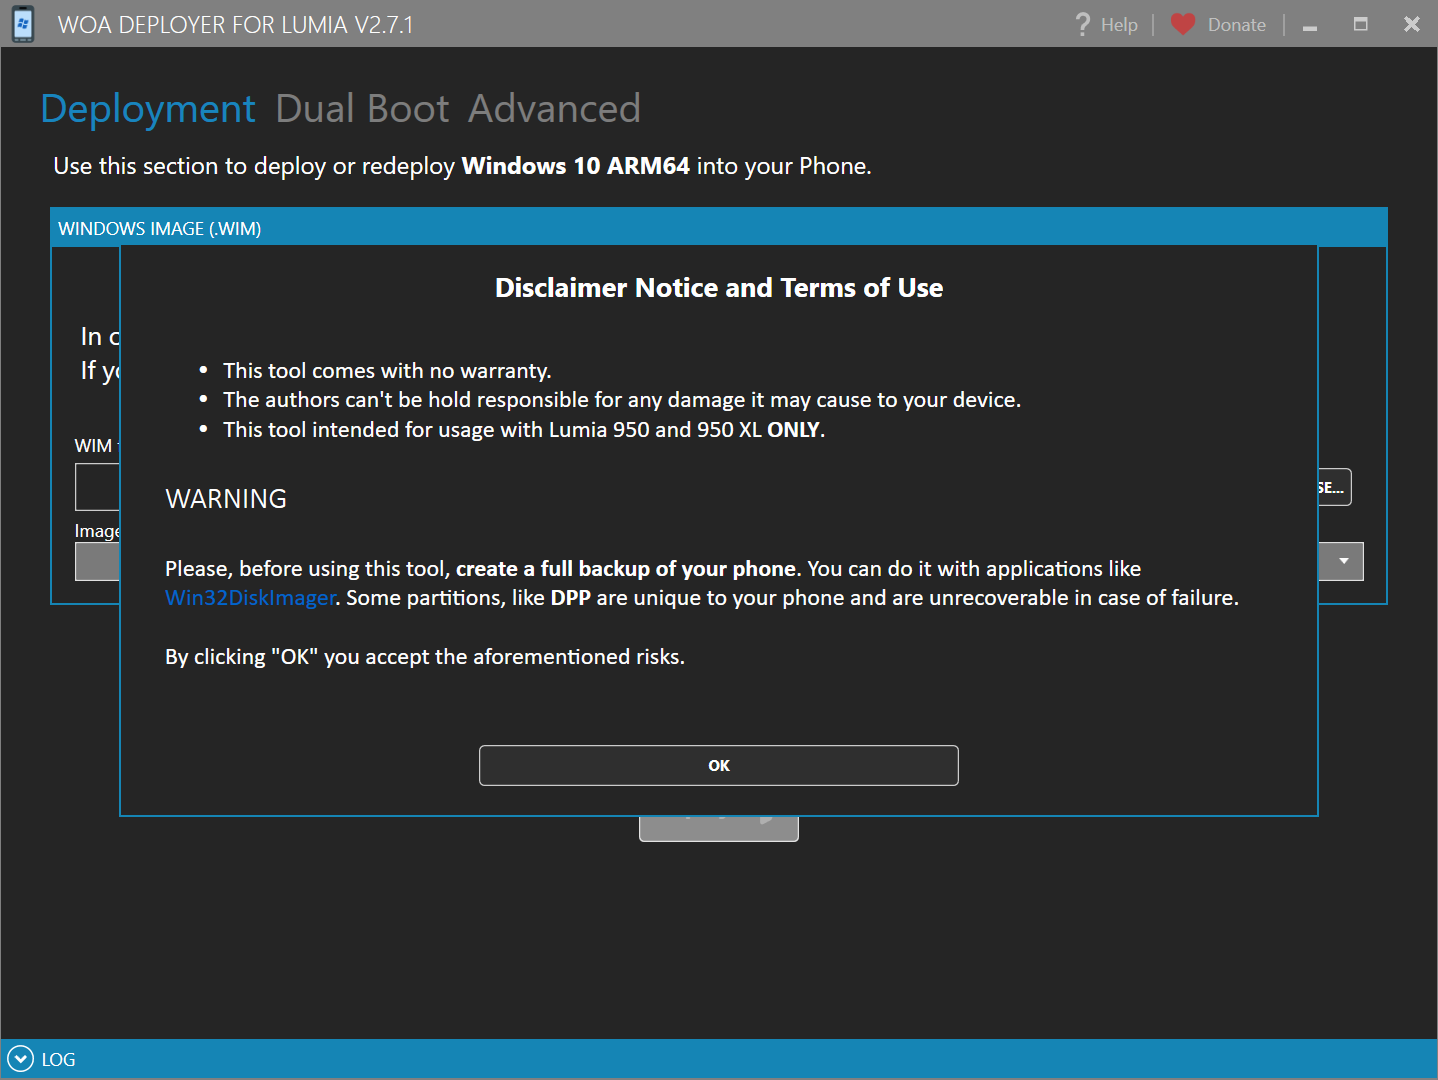 WOA DEPLOYER FOR LUMIA V2.7.1
? Help
Donate
Deployment Dual Boot Advanced
Use this section to deploy or redeploy Windows 10 ARM64 into your Phone.
WINDOWS IMAGE (.WIM)
Disclaimer Notice and Terms of Use
In
If
• This tool comes with no warranty.
• The authors can't be hold responsible for any damage it may cause to your device.
• This tool intended for usage with Lumia 950 and 950 XL ONLY.
WIM
Image
WARNING
Please, before using this tool, create a full backup of your phone. You can do it with applications like
Win32DiskImager. Some partitions, like DPP are unique to your phone and are unrecoverable in case of failure.
By clicking "OK" you accept the aforementioned risks.
OK
LOG